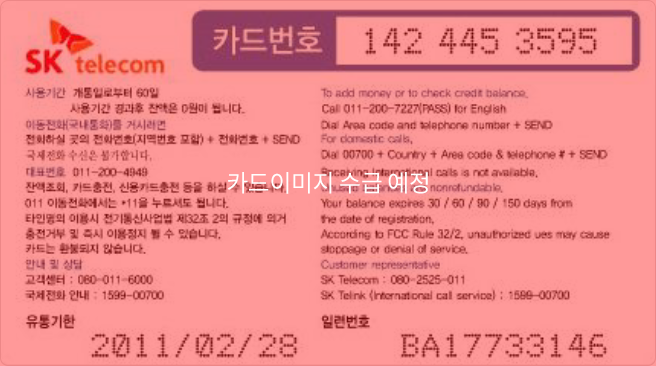 SK telecom
카드번호 142 445 3595
사용기간 개통일로부터 60일
사용기간 경과후 잔액은 0원이 됩니다.
이동전화(국내통화)를 거시려면
전화하실 곳의 전화번호(지역번호 포함) + 전화번호 + SEND
국제전화 수신은 불가합니다.
대표번호 011-200-4949
잔액조회, 카드충전, 신용카드충전 등을 하실
011 이동전화에서는 *11을 누르셔도 됩니다.
타인명의 이용시 전기통신사업법 제32조 2의 규정에 의거
충전거부 및 즉시 이용정지 될 수 있습니다.
카드는 환불되지 않습니다.
안내 및 상담
고객센터 : 080-011-6000
국제전화 안내 : 1599-00700
유통기한
2011/02/28
To add money or to check credit balance,
Call 011-200-7227(PASS) for English
Dial Area code and telephone number + SEND
For domestic calls,
Dial 00700 + Country + Area code & telephone # + SEND
Receiving International calls is not available,
nonrefundable,
Your balance expires 30 / 60 / 90 / 150 days from
the date of registration,
According to FCC Rule 32/2, unauthorized ues may cause
stoppage or denial of service,
Customer representative
SK Telecom : 080-2525-011
SK Telink (International call service) : 1599-00700
일련번호
BA17733146
카드이미지 수급 예정